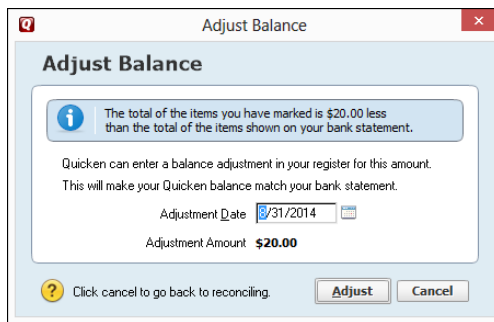 Adjust Balance
Adjust Balance
The total of the items you have marked is $20.00 less
than the total of the items shown on your bank statement.
Quicken can enter a balance adjustment in your register for this amount.
This will make your Quicken balance match your bank statement.
Adjustment Date 8/31/2014
Adjustment Amount $20.00
Click cancel to go back to reconciling. Adjust Cancel